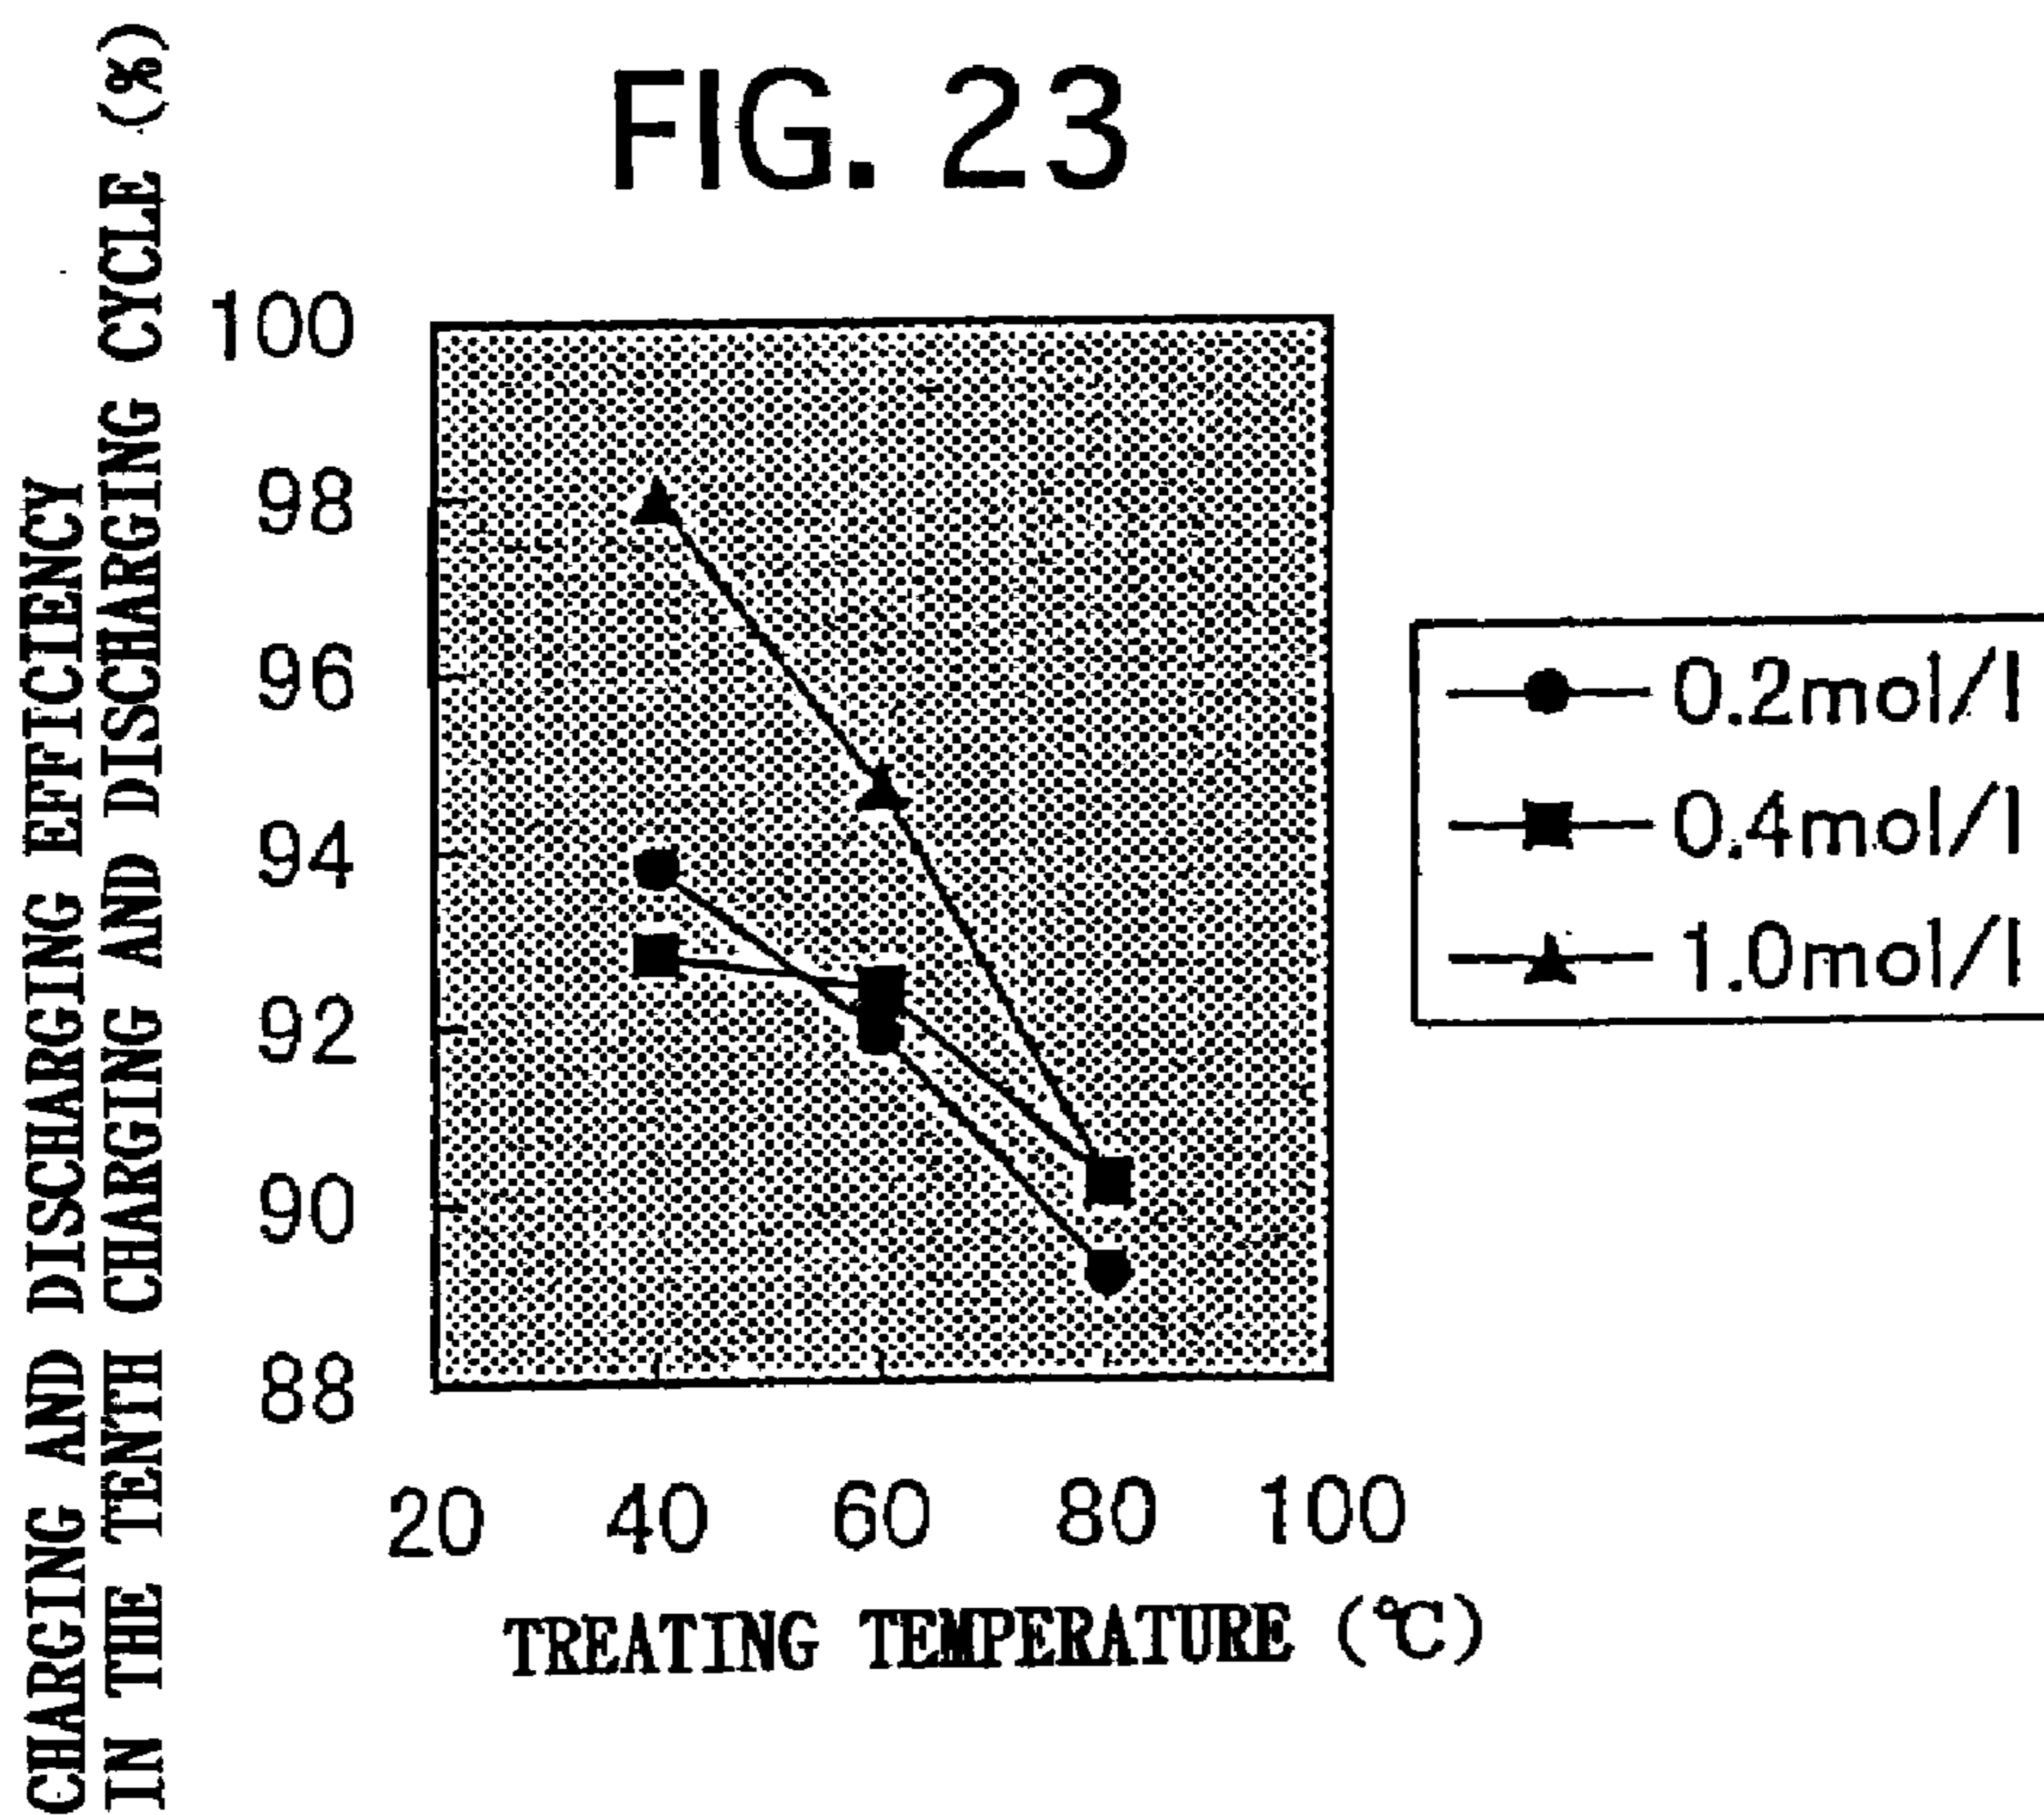 FIG. 23
CHARGING AND DISCHARGING EFFICIENCY
IN THE TENTH CHARGING AND DISCHARGING CYCLE (%)
100
98
96
94
92
90
88
20 40 60 80 100
TREATING TEMPERATURE (℃)
0.2mol/l
0.4mol/l
1.0mol/l